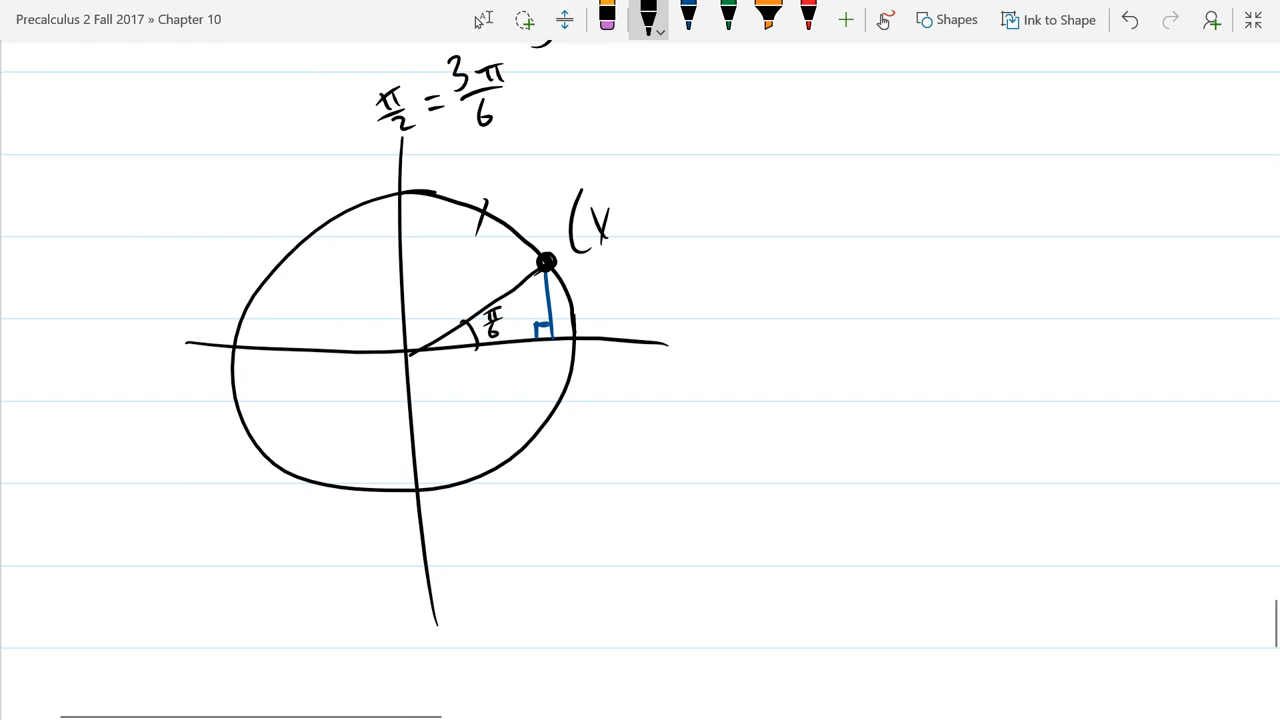 Precalculus 2 Fall 2017 » Chapter 10
Shapes
Ink to Shape
π/2 = 3π/6
(x
π/6